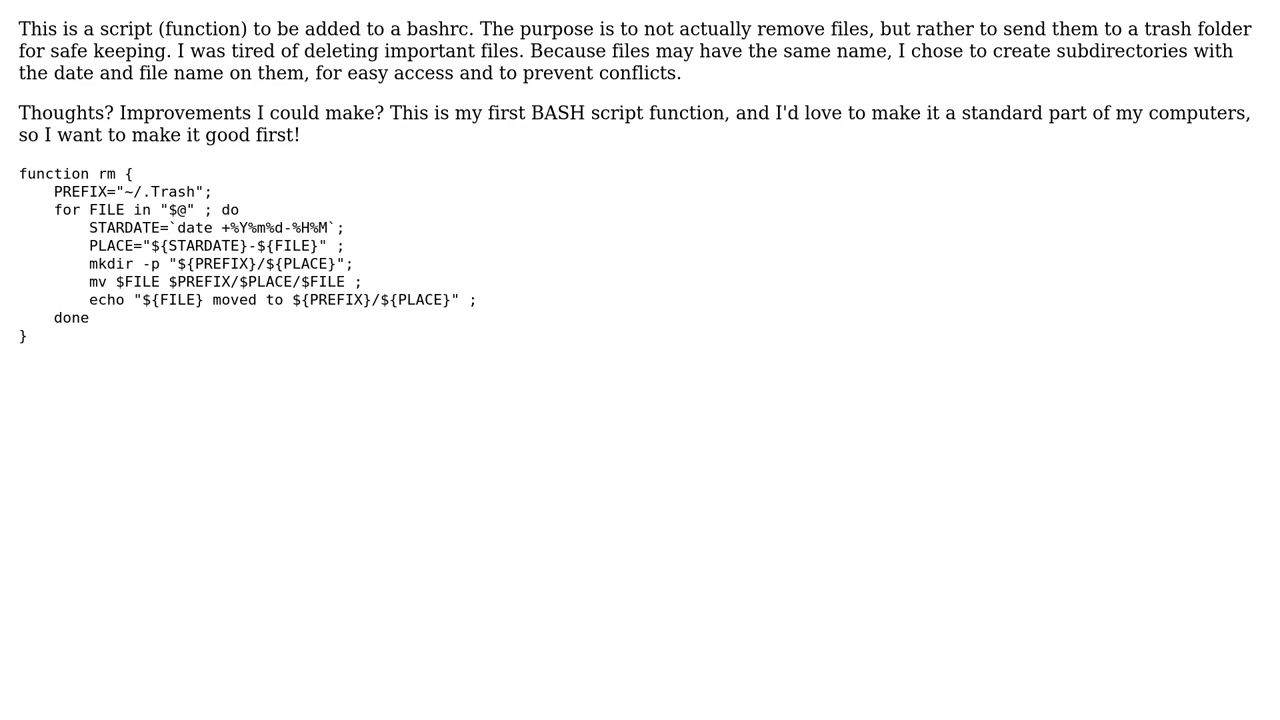 This is a script (function) to be added to a bashrc. The purpose is to not actually remove files, but rather to send them to a trash folder
for safe keeping. I was tired of deleting important files. Because files may have the same name, I chose to create subdirectories with
the date and file name on them, for easy access and to prevent conflicts.
Thoughts? Improvements I could make? This is my first BASH script function, and I'd love to make it a standard part of my computers,
so I want to make it good first!
function rm {
    PREFIX="~/.Trash";
    for FILE in "$@" ; do
        STARDATE=`date +%Y%m%d-%H%M`;
        PLACE="${STARDATE}-${FILE}" ;
        mkdir -p "${PREFIX}/${PLACE}";
        mv $FILE $PREFIX/$PLACE/$FILE ;
        echo "${FILE} moved to ${PREFIX}/${PLACE}" ;
    done
}